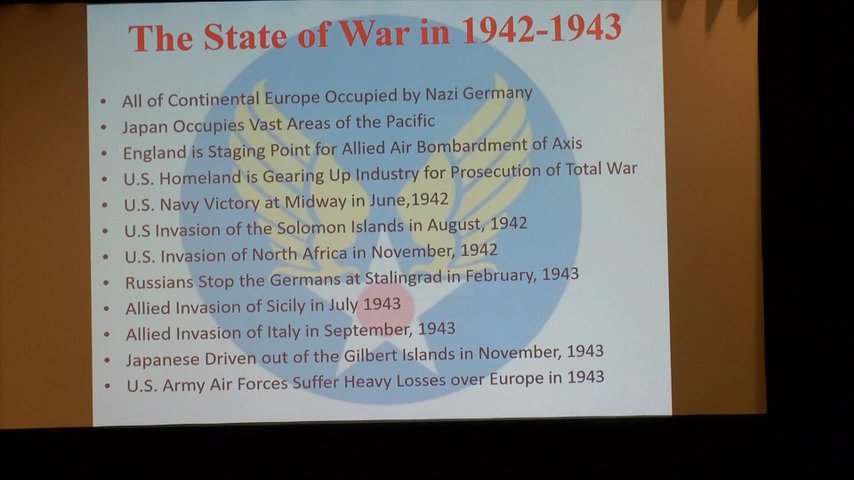 The State of War in 1942-1943
• All of Continental Europe Occupied by Nazi Germany
• Japan Occupies Vast Areas of the Pacific
• England is Staging Point for Allied Air Bombardment of Axis
• U.S. Homeland is Gearing Up Industry for Prosecution of Total War
• U.S. Navy Victory at Midway in June,1942
• U.S Invasion of the Solomon Islands in August, 1942
• U.S. Invasion of North Africa in November, 1942
• Russians Stop the Germans at Stalingrad in February, 1943
• Allied Invasion of Sicily in July 1943
• Allied Invasion of Italy in September, 1943
• Japanese Driven out of the Gilbert Islands in November, 1943
• U.S. Army Air Forces Suffer Heavy Losses over Europe in 1943